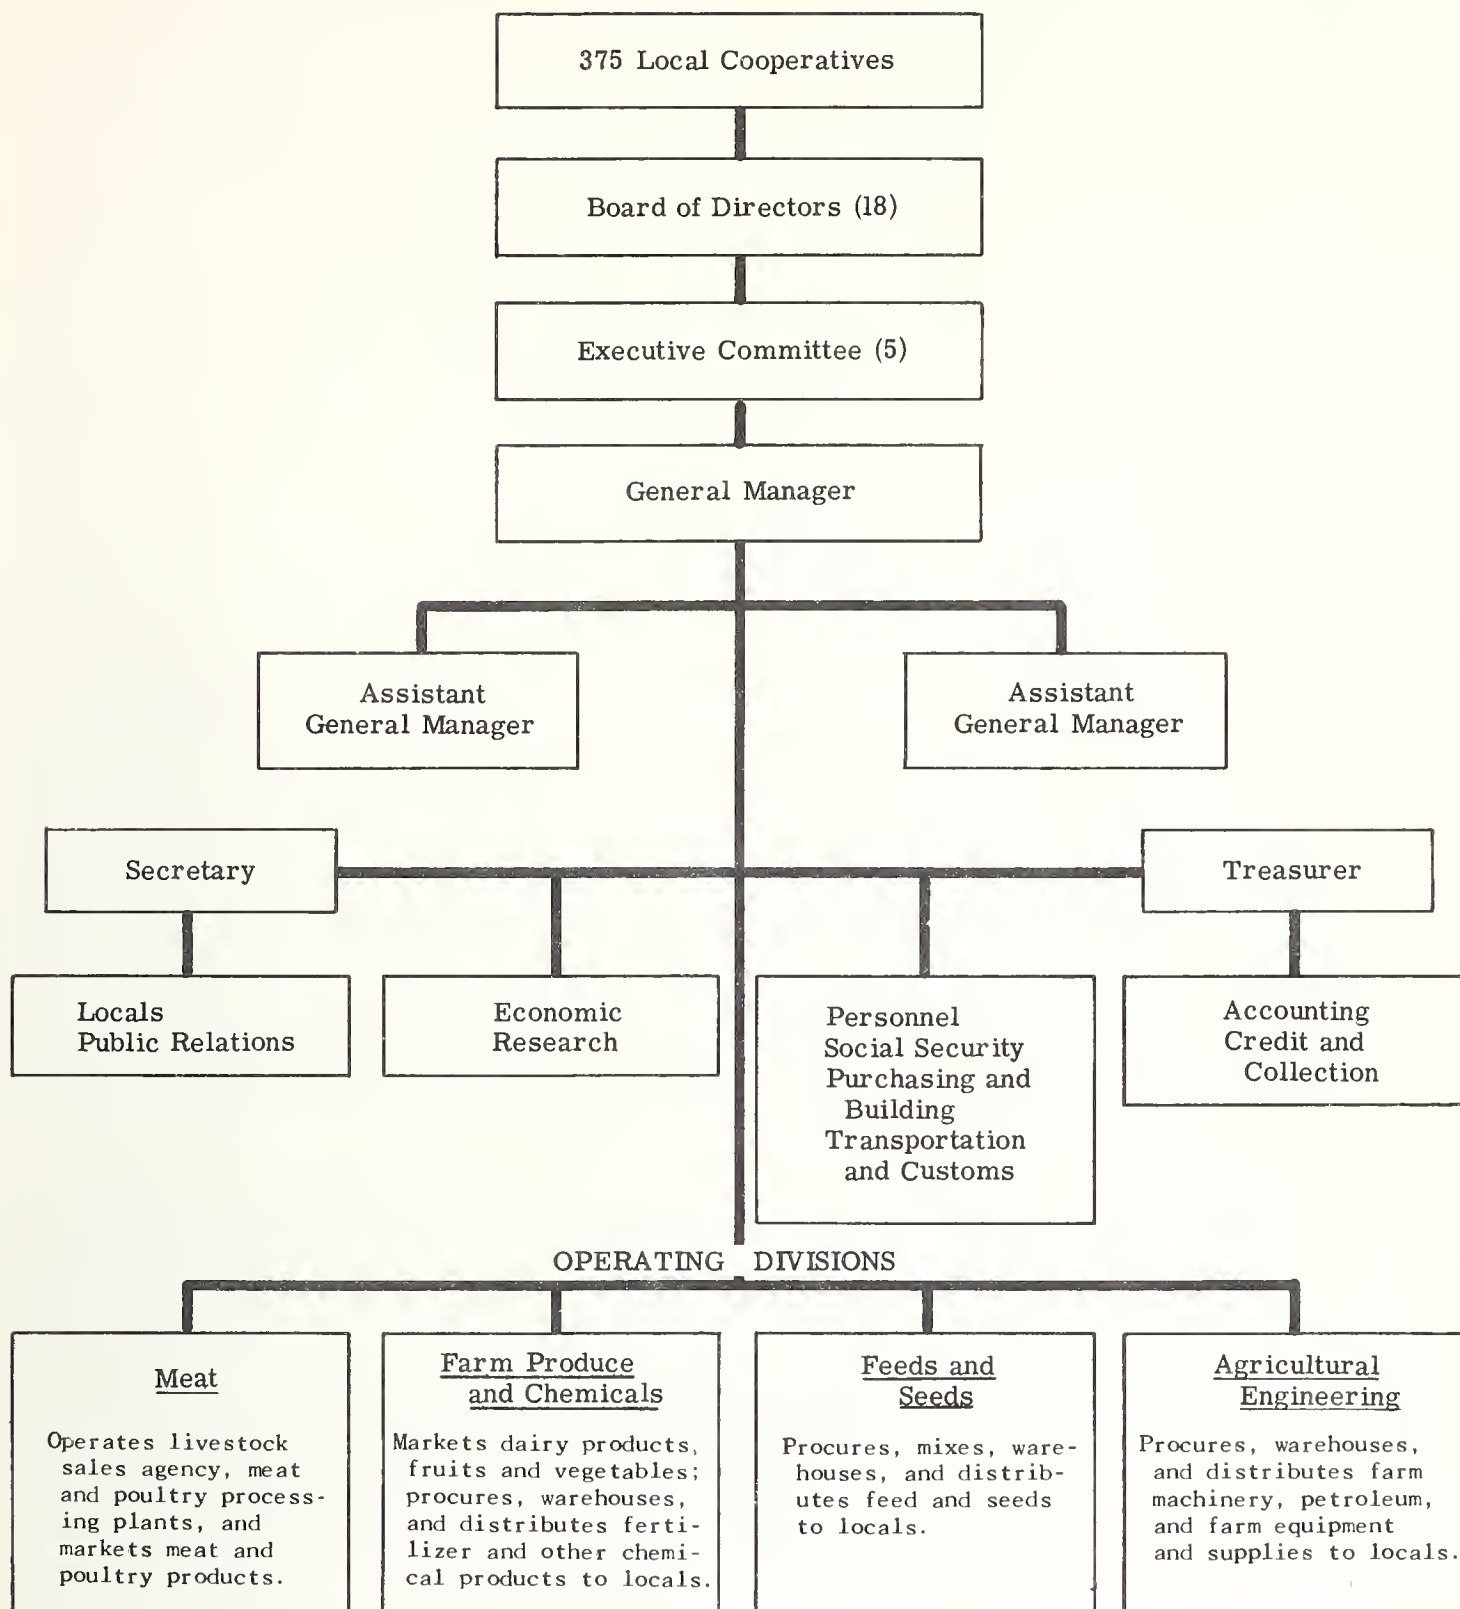 375 Local Cooperatives
Board of Directors (18)
Executive Committee (5)
General Manager
Assistant
General Manager
Assistant
General Manager
Secretary
Treasurer
Locals
Public Relations
Economic
Research
Personnel
Social Security
Purchasing and
Building
Transportation
and Customs
Accounting
Credit and
Collection
OPERATING DIVISIONS
Meat
Operates livestock
sales agency, meat
and poultry process-
ing plants, and
markets meat and
poultry products.
Farm Produce
and Chemicals
Markets dairy products,
fruits and vegetables;
procures, warehouses,
and distributes ferti-
lizer and other chemi-
cal products to locals.
Feeds and
Seeds
Procures, mixes, ware-
houses, and distrib-
utes feed and seeds
to locals.
Agricultural
Engineering
Procures, warehouses,
and distributes farm
machinery, petroleum,
and farm equipment
and supplies to locals.